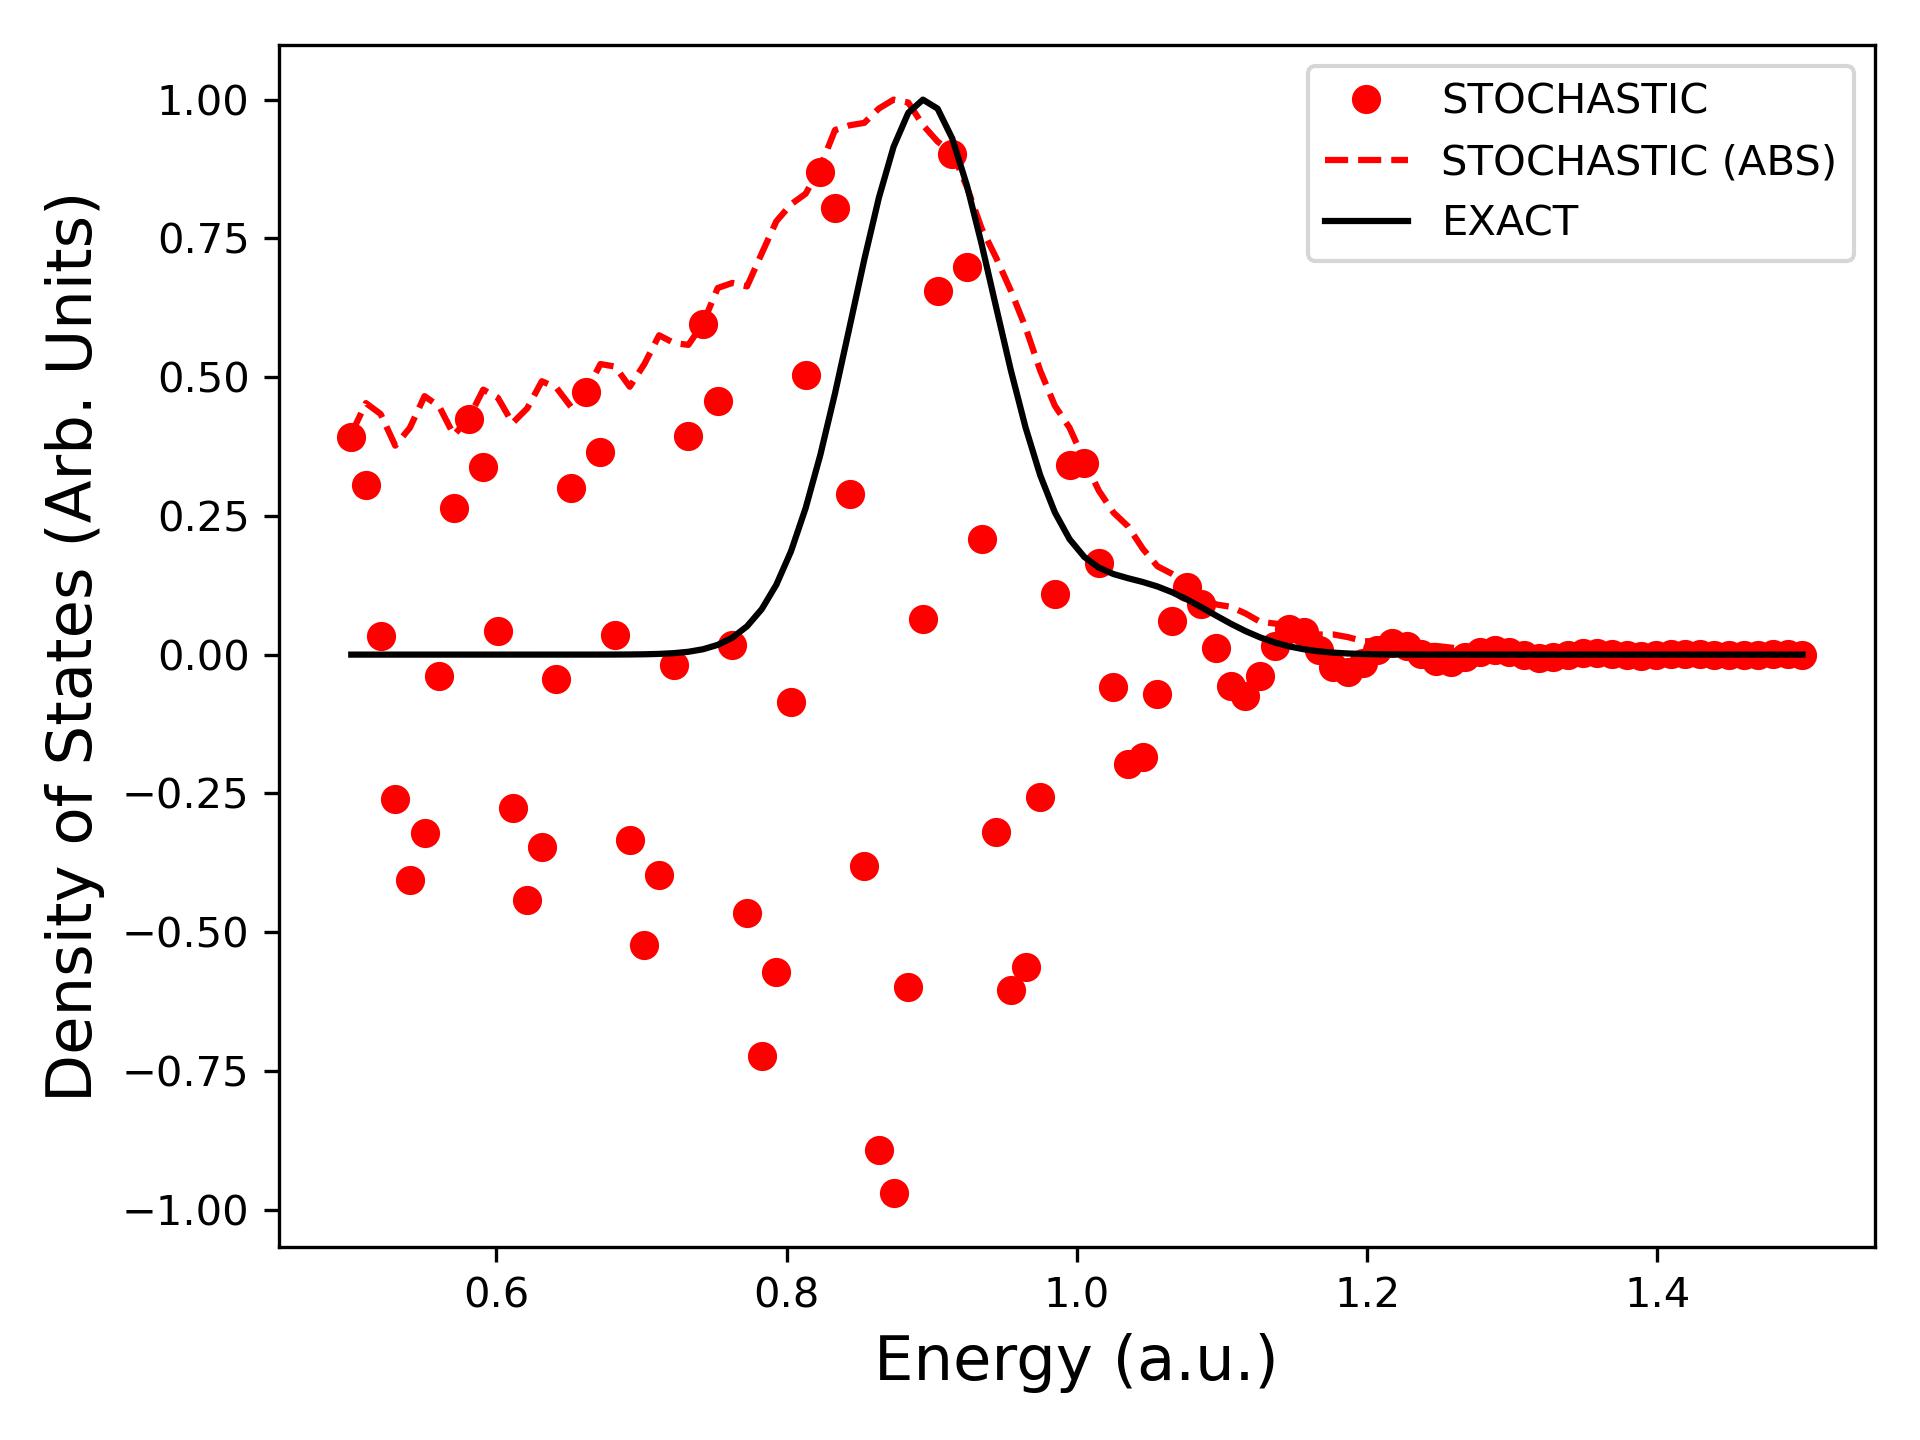 STOCHASTIC
STOCHASTIC (ABS)
EXACT
Density of States (Arb. Units)
1.00
0.75
0.50
0.25
0.00
−0.25
−0.50
−0.75
−1.00
0.6 0.8 1.0 1.2 1.4
Energy (a.u.)